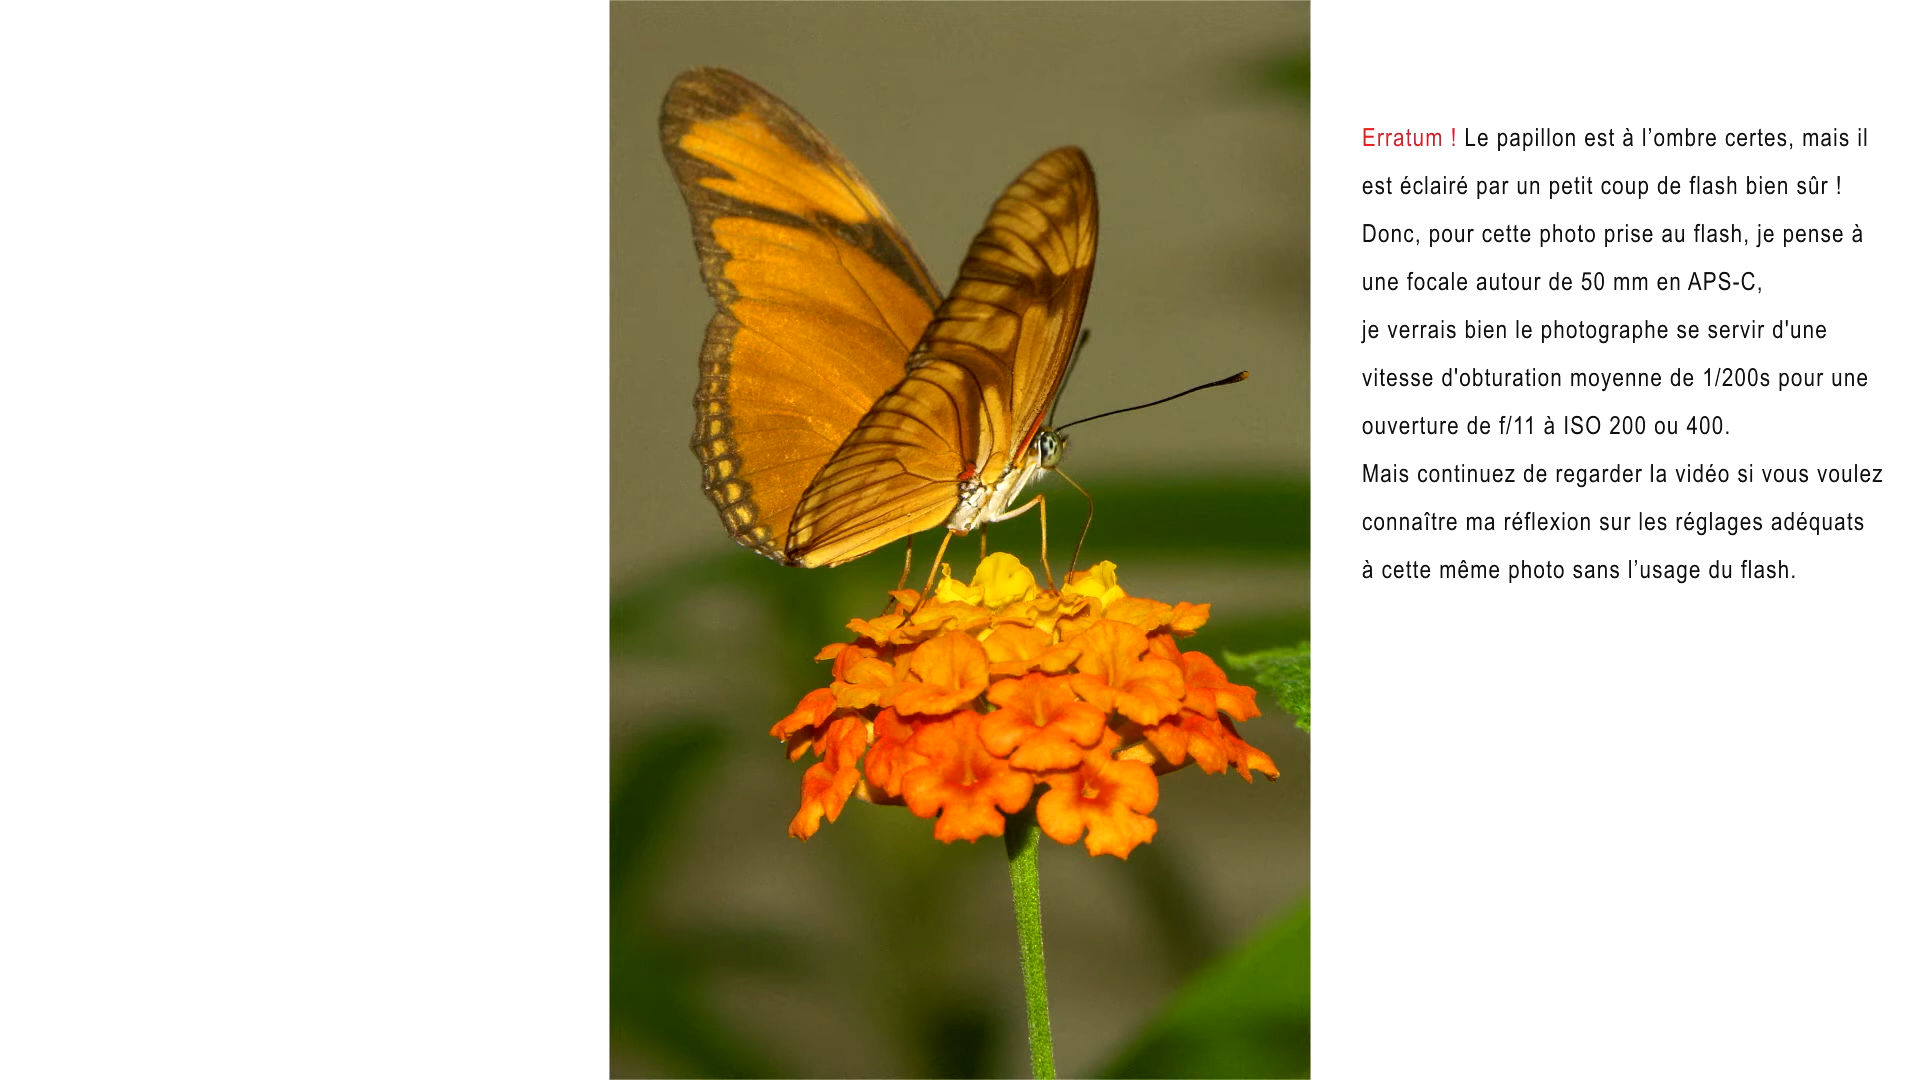 Erratum ! Le papillon est à l’ombre certes, mais il
est éclairé par un petit coup de flash bien sûr !
Donc, pour cette photo prise au flash, je pense à
une focale autour de 50 mm en APS-C,
je verrais bien le photographe se servir d'une
vitesse d'obturation moyenne de 1/200s pour une
ouverture de f/11 à ISO 200 ou 400.
Mais continuez de regarder la vidéo si vous voulez
connaître ma réflexion sur les réglages adéquats
à cette même photo sans l’usage du flash.